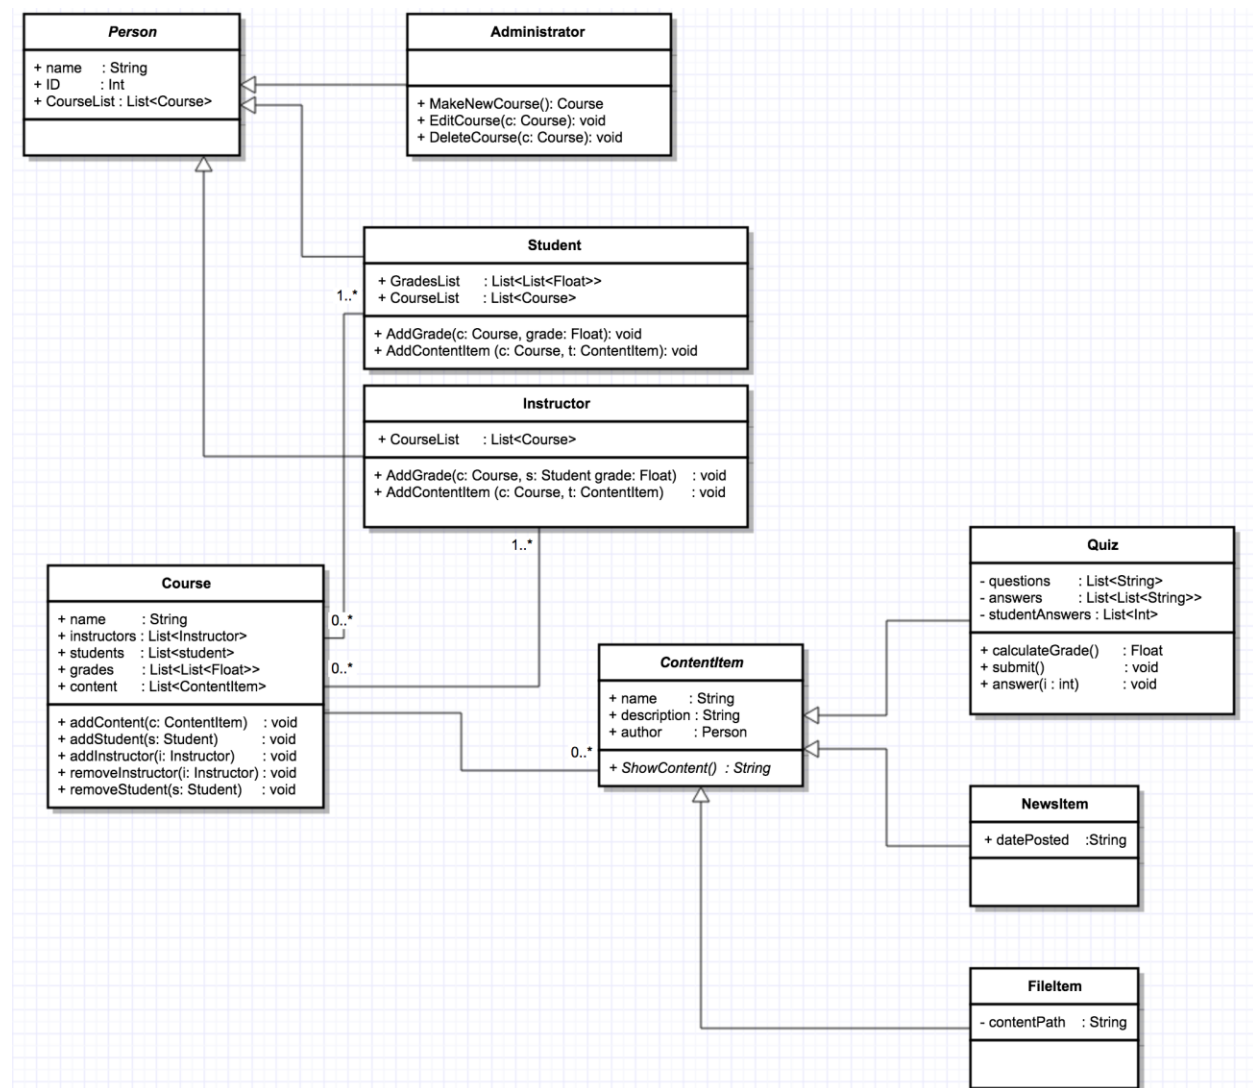 Person
+ name : String
+ ID : Int
+ CourseList : List<Course>
Administrator
+ MakeNewCourse(): Course
+ EditCourse(c: Course): void
+ DeleteCourse(c: Course): void
Student
+ GradesList : List<List<Float>>
+ CourseList : List<Course>
+ AddGrade(c: Course, grade: Float): void
+ AddContentItem (c: Course, t: ContentItem): void
1..*
Instructor
+ CourseList : List<Course>
+ AddGrade(c: Course, s: Student grade: Float) : void
+ AddContentItem (c: Course, t: ContentItem) : void
1..*
Course
+ name : String
+ instructors : List<Instructor>
+ students : List<student>
+ grades : List<List<Float>>
+ content : List<ContentItem>
+ addContent(c: ContentItem) : void
+ addStudent(s: Student) : void
+ addInstructor(i: Instructor) : void
+ removeInstructor(i: Instructor) : void
+ removeStudent(s: Student) : void
0..*
0..*
0..*
ContentItem
+ name : String
+ description : String
+ author : Person
+ ShowContent() : String
Quiz
- questions : List<String>
- answers : List<List<String>>
- studentAnswers : List<Int>
+ calculateGrade() : Float
+ submit() : void
+ answer(i : int) : void
NewsItem
+ datePosted :String
FileItem
- contentPath : String